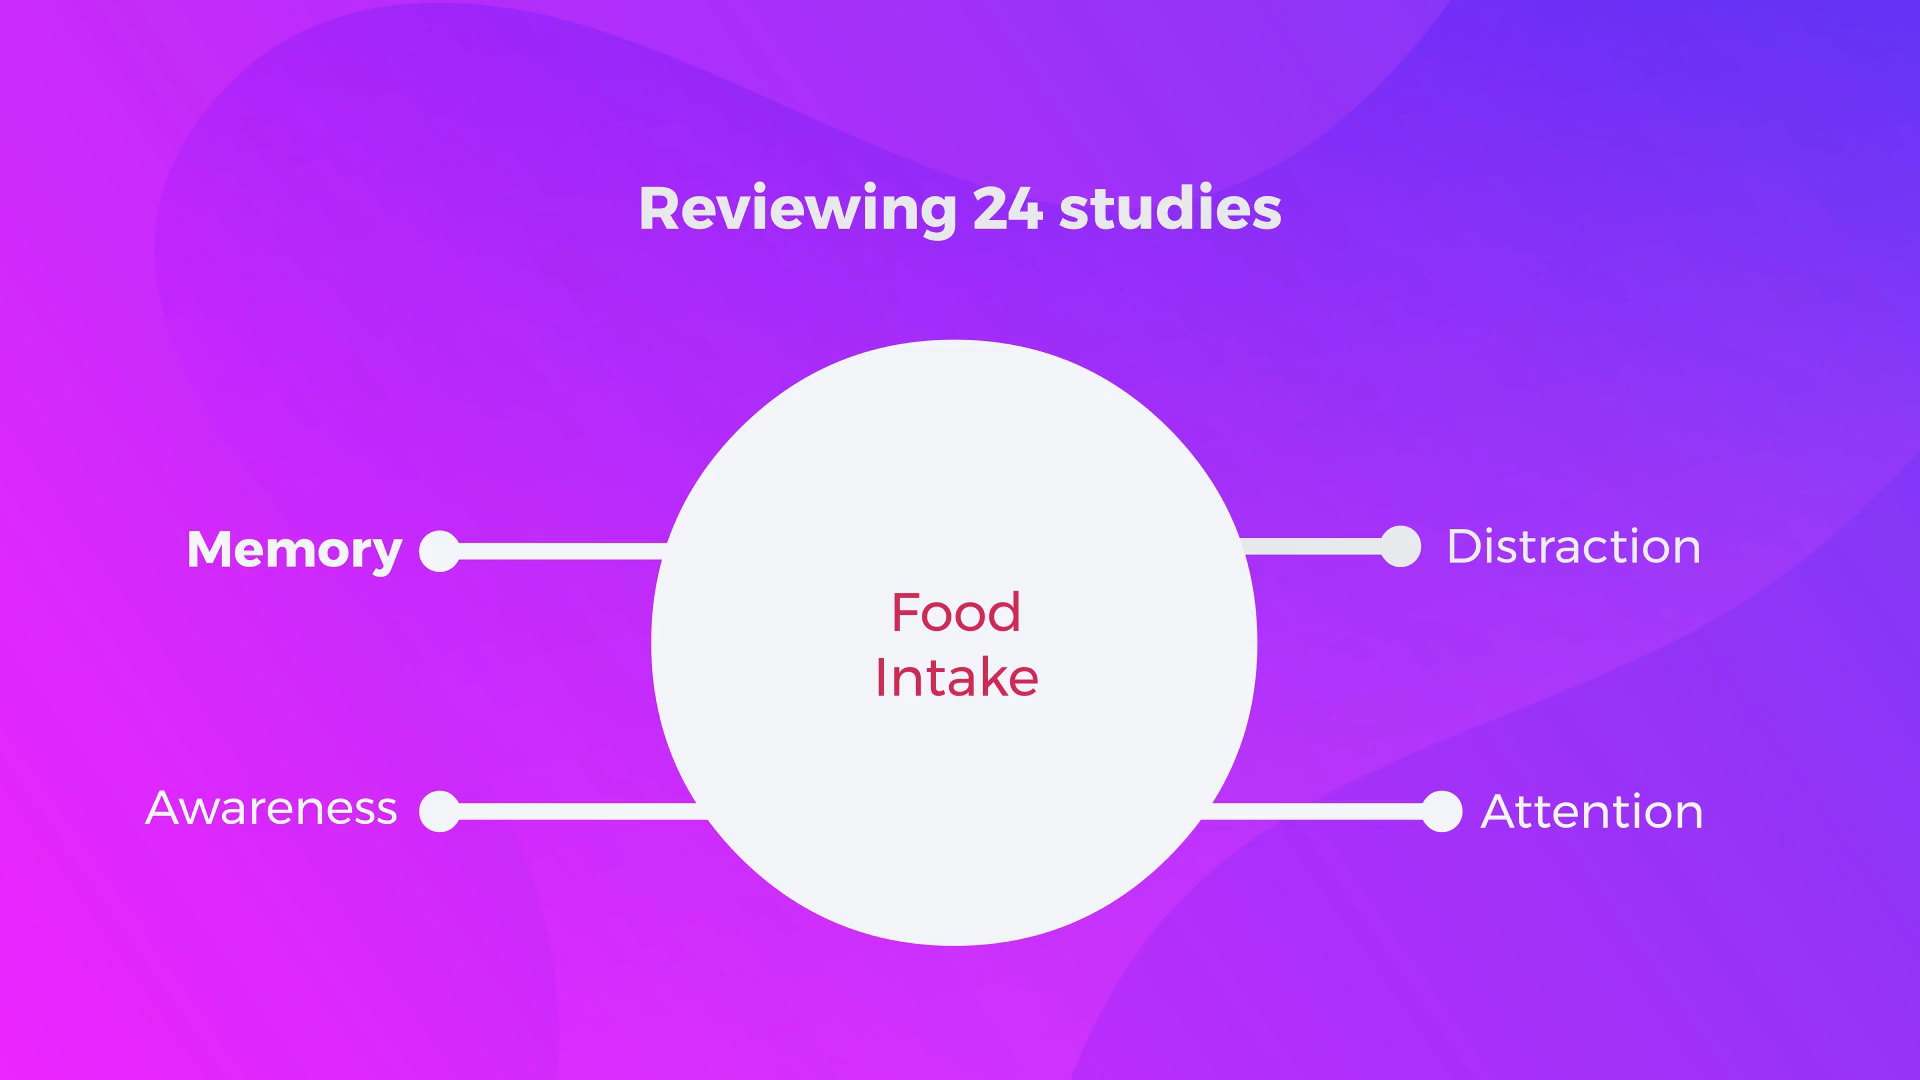 Reviewing 24 studies
Memory
Distraction
Food
Intake
Awareness
Attention